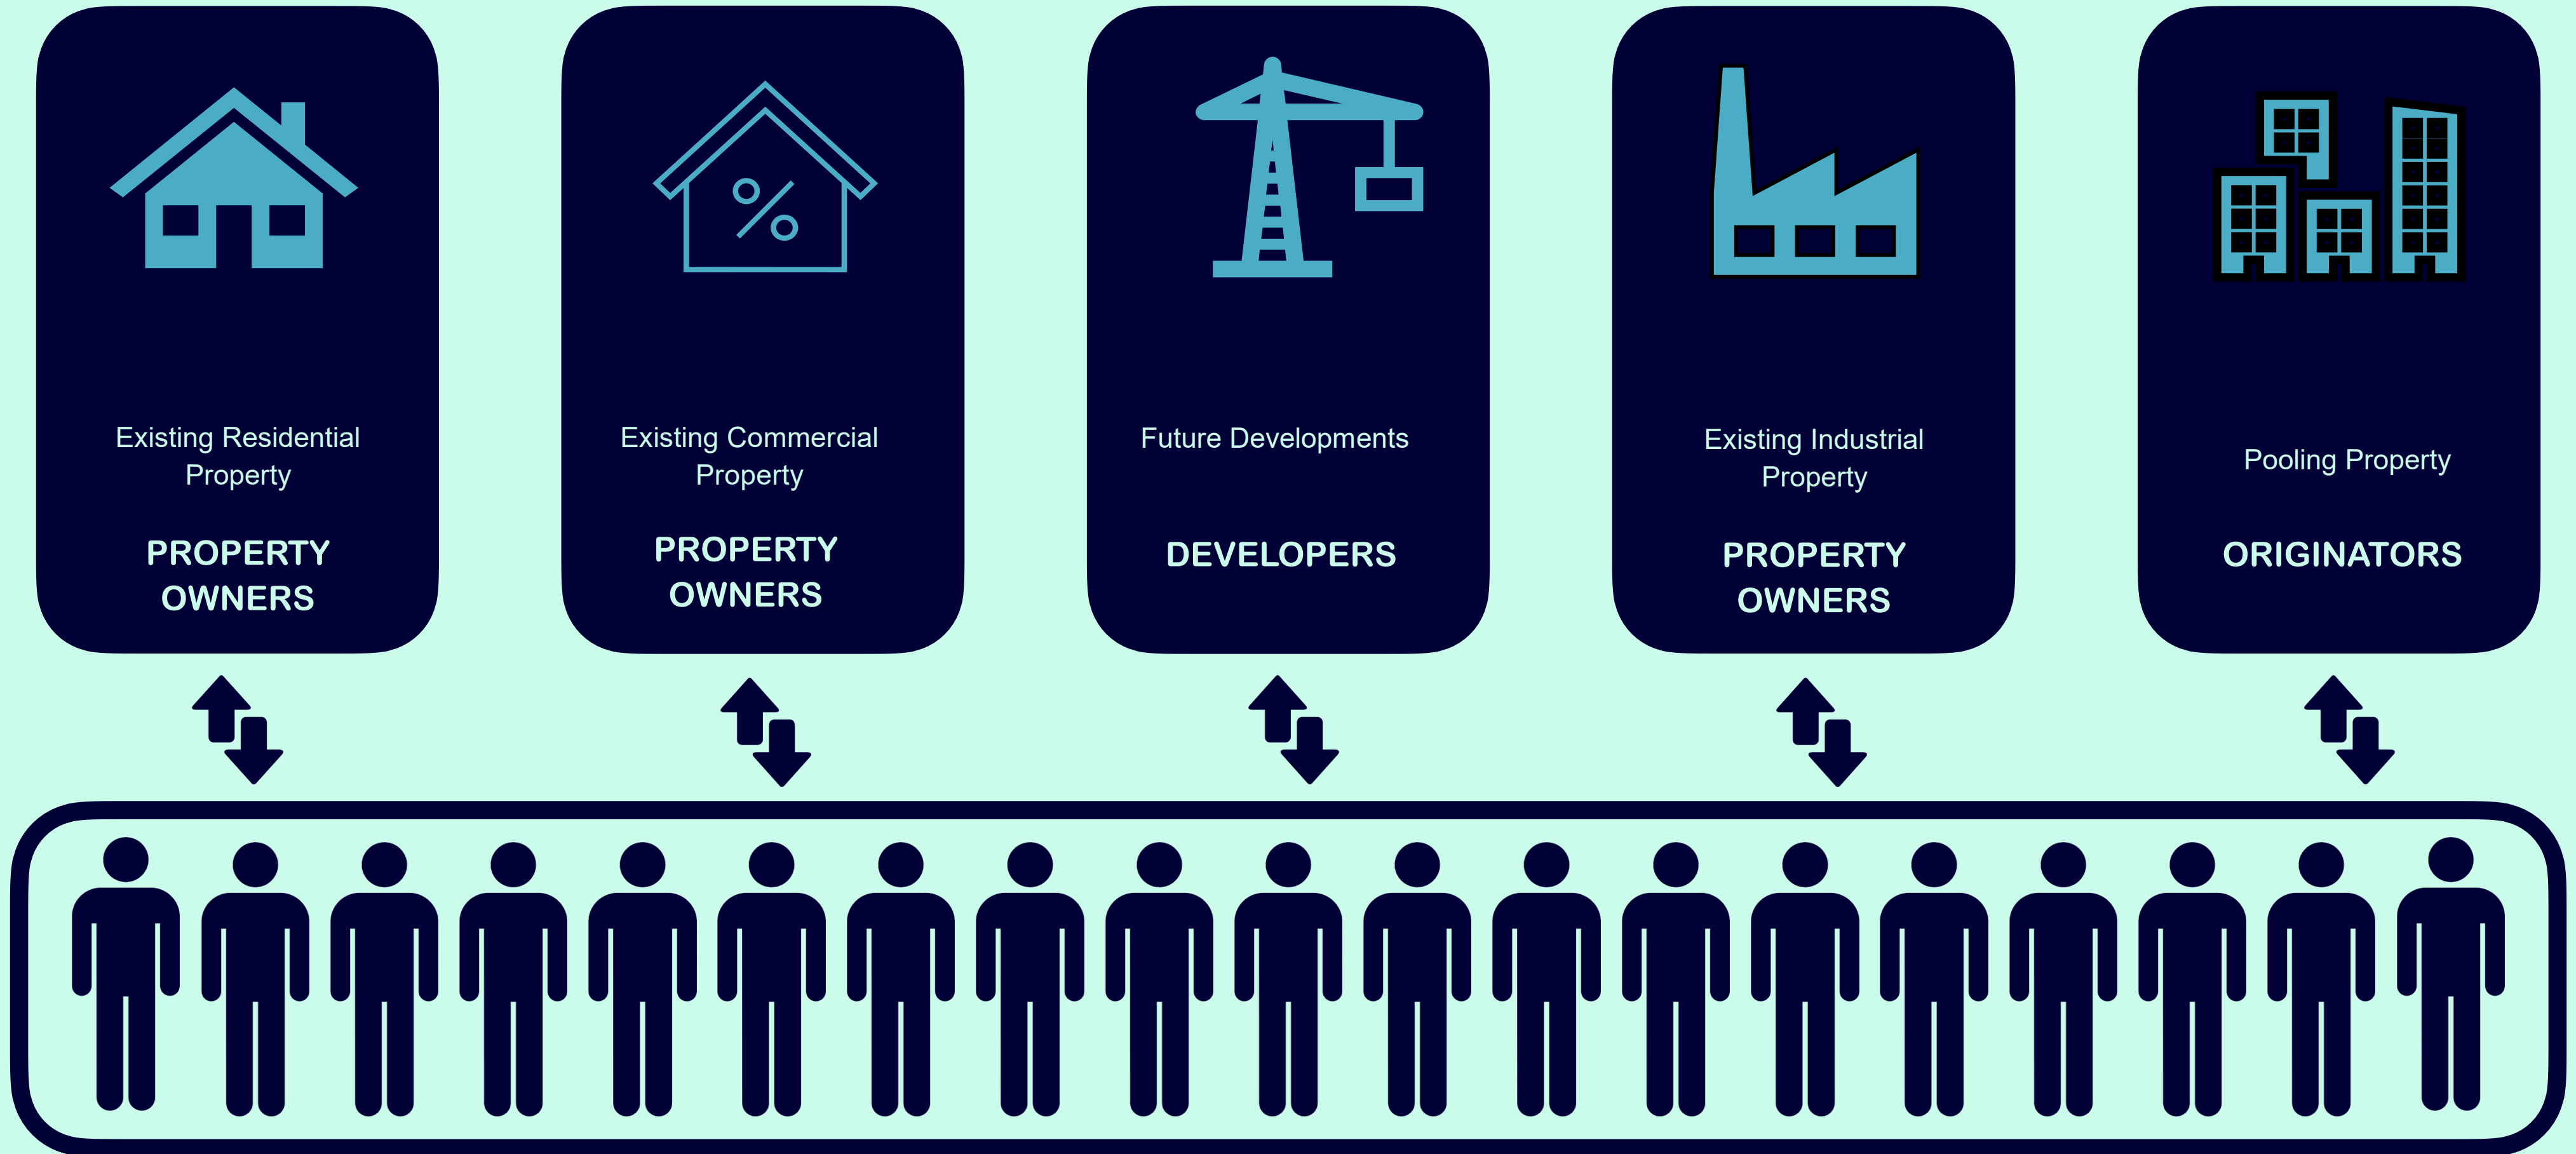 Existing Residential
Property
PROPERTY
OWNERS
Existing Commercial
Property
PROPERTY
OWNERS
Future Developments
DEVELOPERS
Existing Industrial
Property
PROPERTY
OWNERS
Pooling Property
ORIGINATORS
%